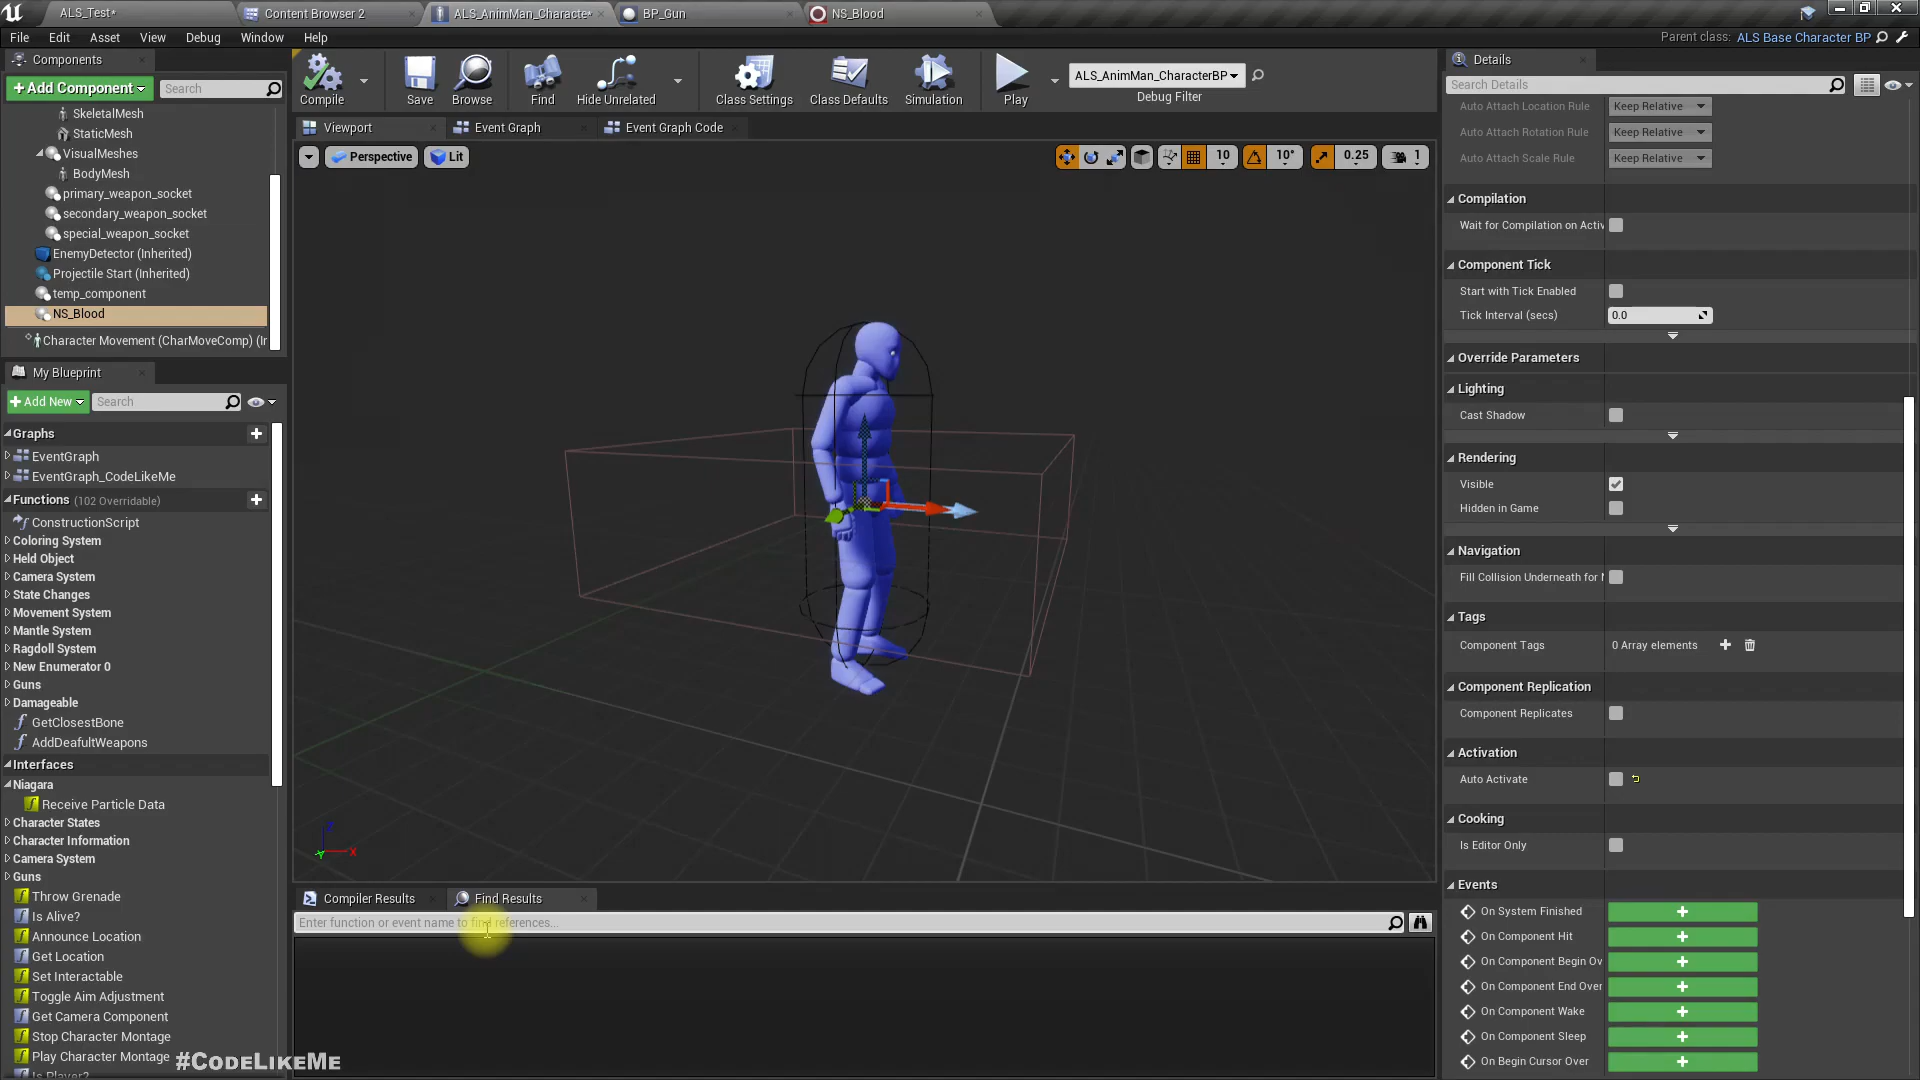 ALS_Test*
Content Browser 2
ALS_AnimMan_Characte*
BP_Gun
NS_Blood
File Edit Asset View Debug Window Help
Parent class: ALS Base Character BP
Components
+Add Component
Search
SkeletalMesh
StaticMesh
VisualMeshes
BodyMesh
primary_weapon_socket
secondary_weapon_socket
special_weapon_socket
EnemyDetector (Inherited)
Projectile Start (Inherited)
temp_component
NS_Blood
Character Movement (CharMoveComp) (Ir
My Blueprint
+Add New
Search
Graphs
EventGraph
EventGraph_CodeLikeMe
Functions (102 Overridable)
ConstructionScript
Coloring System
Held Object
Camera System
State Changes
Movement System
Mantle System
Ragdoll System
New Enumerator 0
Guns
Damageable
GetClosestBone
AddDeafultWeapons
Interfaces
Niagara
Receive Particle Data
Character States
Character Information
Camera System
Guns
Throw Grenade
Is Alive?
Announce Location
Get Location
Set Interactable
Toggle Aim Adjustment
Get Camera Component
Stop Character Montage
Play Character Montage
Is Player?
#CodeLikeMe
Compile
Save
Browse
Find
Hide Unrelated
Class Settings
Class Defaults
Simulation
Play
ALS_AnimMan_CharacterBP
Debug Filter
Viewport
Event Graph
Event Graph Code
Perspective
Lit
10
10°
0.25
1
Z
X
Y
Compiler Results
Find Results
Enter function or event name to find references...
Details
Search Details
Auto Attach Location Rule Keep Relative
Auto Attach Rotation Rule Keep Relative
Auto Attach Scale Rule Keep Relative
Compilation
Wait for Compilation on Activ
Component Tick
Start with Tick Enabled
Tick Interval (secs) 0.0
Override Parameters
Lighting
Cast Shadow
Rendering
Visible
Hidden in Game
Navigation
Fill Collision Underneath for
Tags
Component Tags 0 Array elements
Component Replication
Component Replicates
Activation
Auto Activate
Cooking
Is Editor Only
Events
On System Finished
On Component Hit
On Component Begin Ov
On Component End Over
On Component Wake
On Component Sleep
On Begin Cursor Over